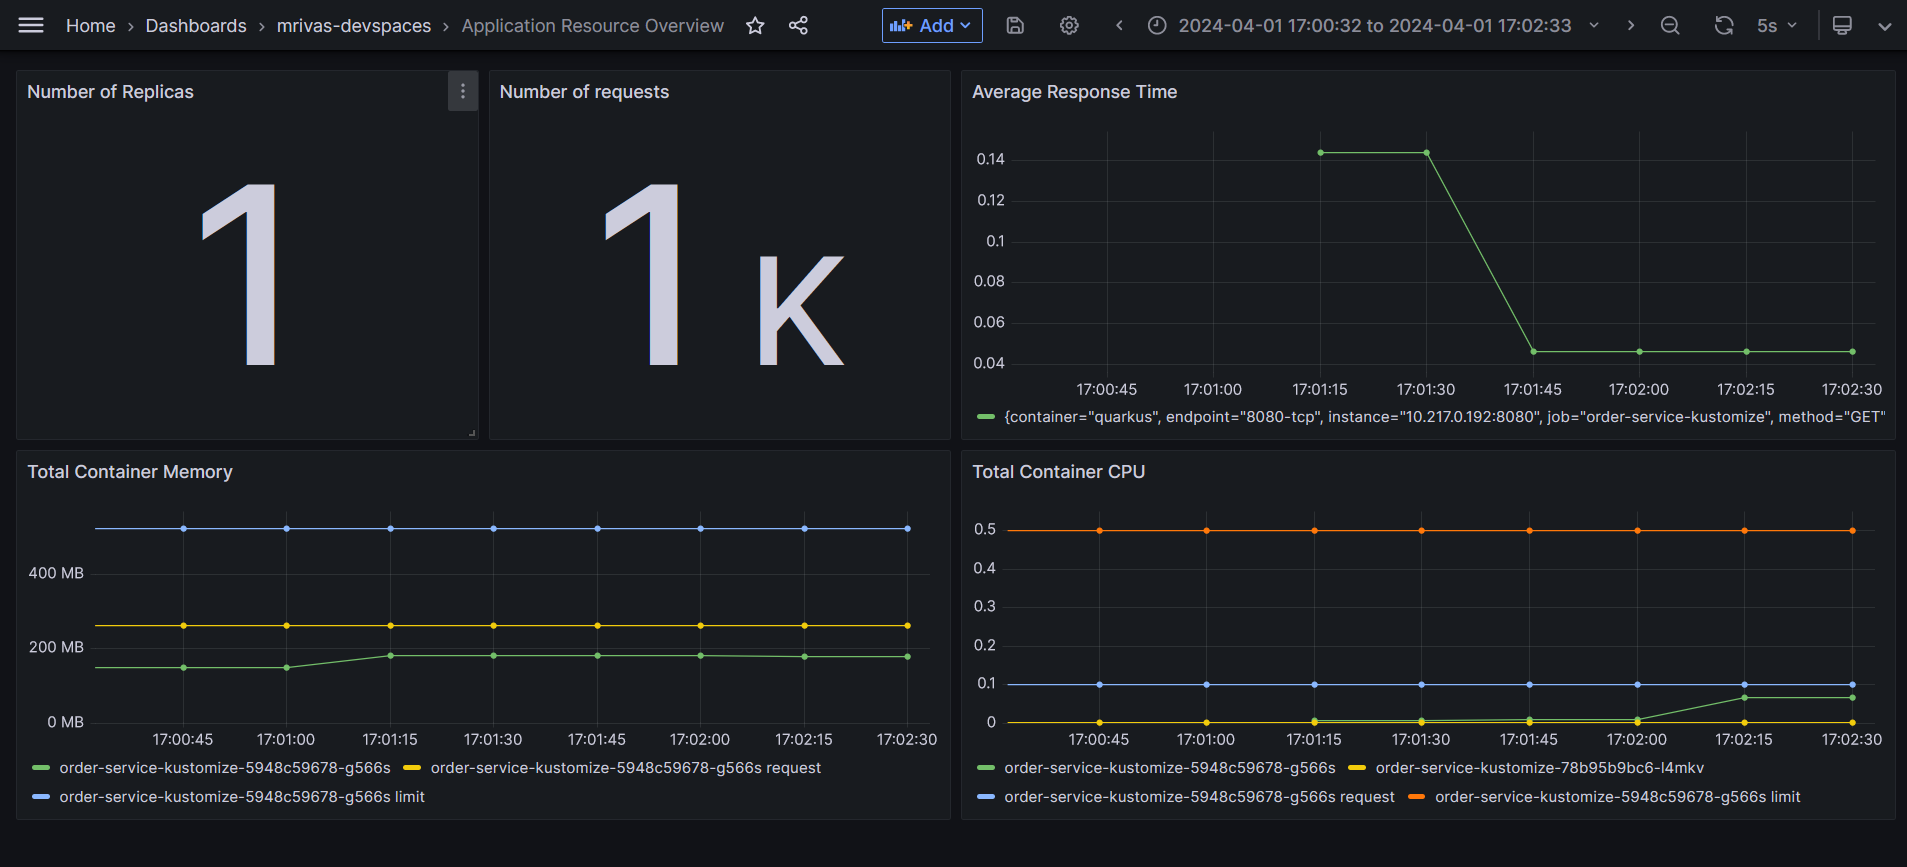 Home › Dashboards › mrivas-devspaces › Application Resource Overview Add 2024-04-01 17:00:32 to 2024-04-01 17:02:33 5s
Number of Replicas
1
Number of requests
1 K
Average Response Time
0.14
0.12
0.1
0.08
0.06
0.04
17:00:45 17:01:00 17:01:15 17:01:30 17:01:45 17:02:00 17:02:15 17:02:30
{container="quarkus", endpoint="8080-tcp", instance="10.217.0.192:8080", job="order-service-kustomize", method="GET"
Total Container Memory
400 MB
200 MB
0 MB
17:00:45 17:01:00 17:01:15 17:01:30 17:01:45 17:02:00 17:02:15 17:02:30
order-service-kustomize-5948c59678-g566s order-service-kustomize-5948c59678-g566s request
order-service-kustomize-5948c59678-g566s limit
Total Container CPU
0.5
0.4
0.3
0.2
0.1
0
17:00:45 17:01:00 17:01:15 17:01:30 17:01:45 17:02:00 17:02:15 17:02:30
order-service-kustomize-5948c59678-g566s order-service-kustomize-78b95b9bc6-l4mkv
order-service-kustomize-5948c59678-g566s request order-service-kustomize-5948c59678-g566s limit